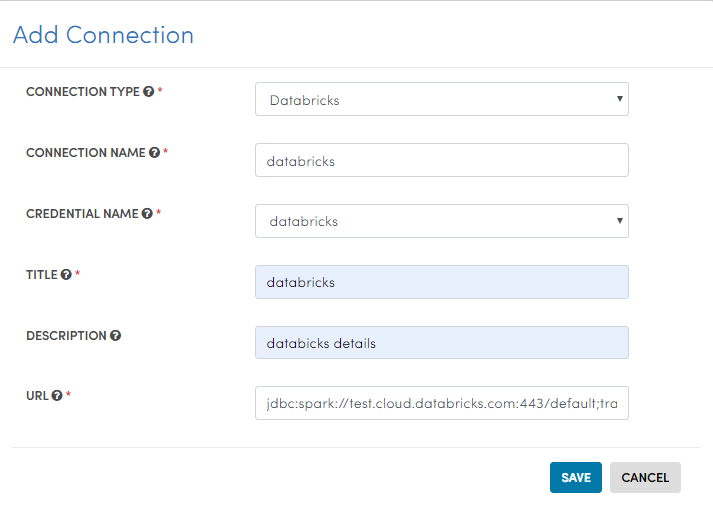 Add Connection
CONNECTION TYPE ? *
Databricks
CONNECTION NAME ? *
databricks
CREDENTIAL NAME ? *
databricks
TITLE ? *
databricks
DESCRIPTION ?
databicks details
URL ? *
jdbc:spark://test.cloud.databricks.com:443/default;tra
SAVE CANCEL